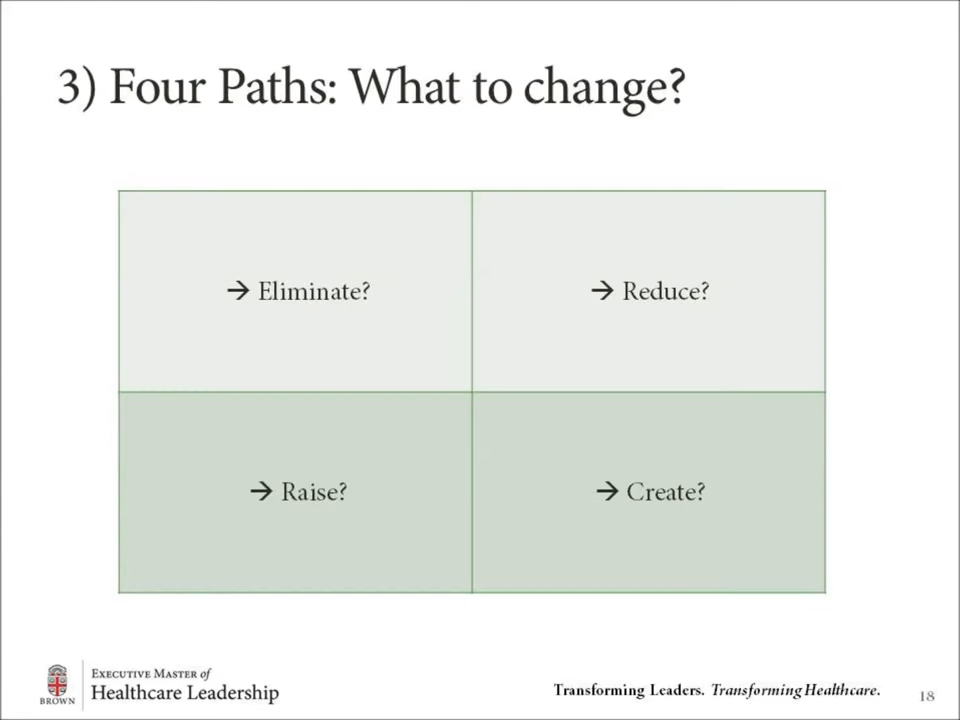 3) Four Paths: What to change?
→ Eliminate?
→ Reduce?
→ Raise?
→ Create?
BROWN
Executive Master of
Healthcare Leadership
Transforming Leaders. Transforming Healthcare.
18